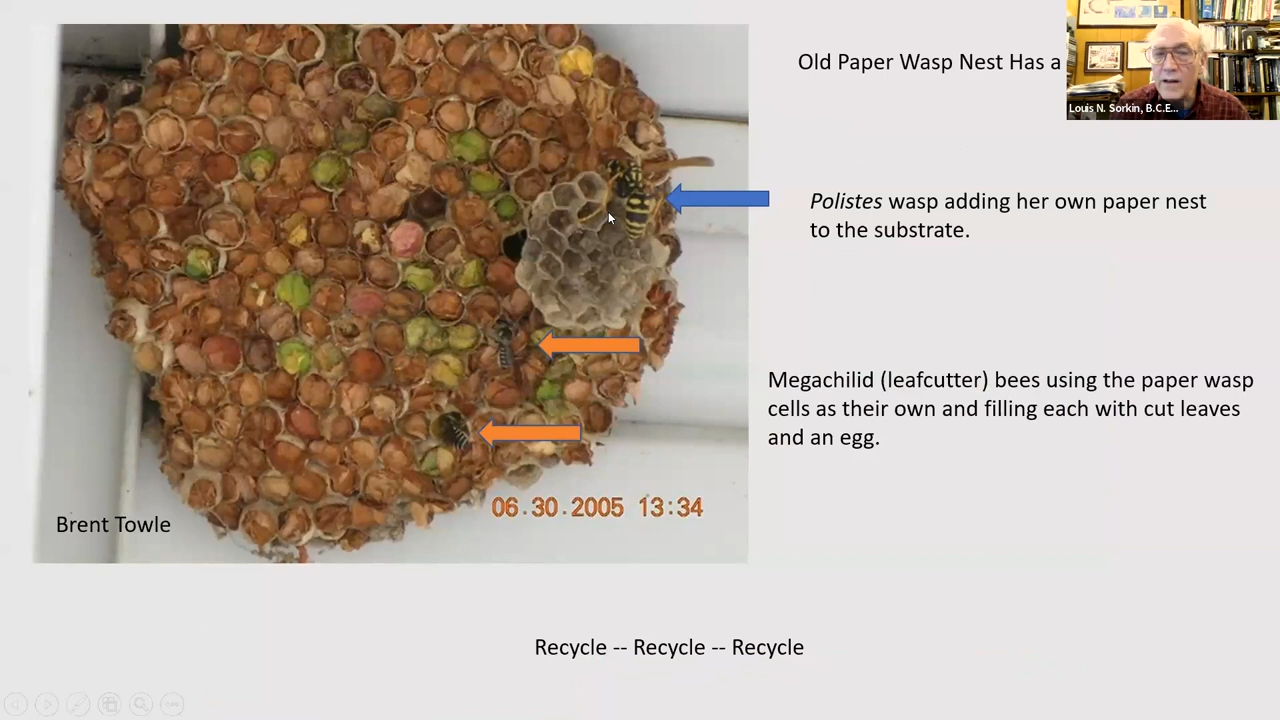 Old Paper Wasp Nest Has a
Louis N. Sorkin, B.C.E...
Polistes wasp adding her own paper nest
to the substrate.
Megachilid (leafcutter) bees using the paper wasp
cells as their own and filling each with cut leaves
and an egg.
06.30.2005 13:34
Brent Towle
Recycle -- Recycle -- Recycle